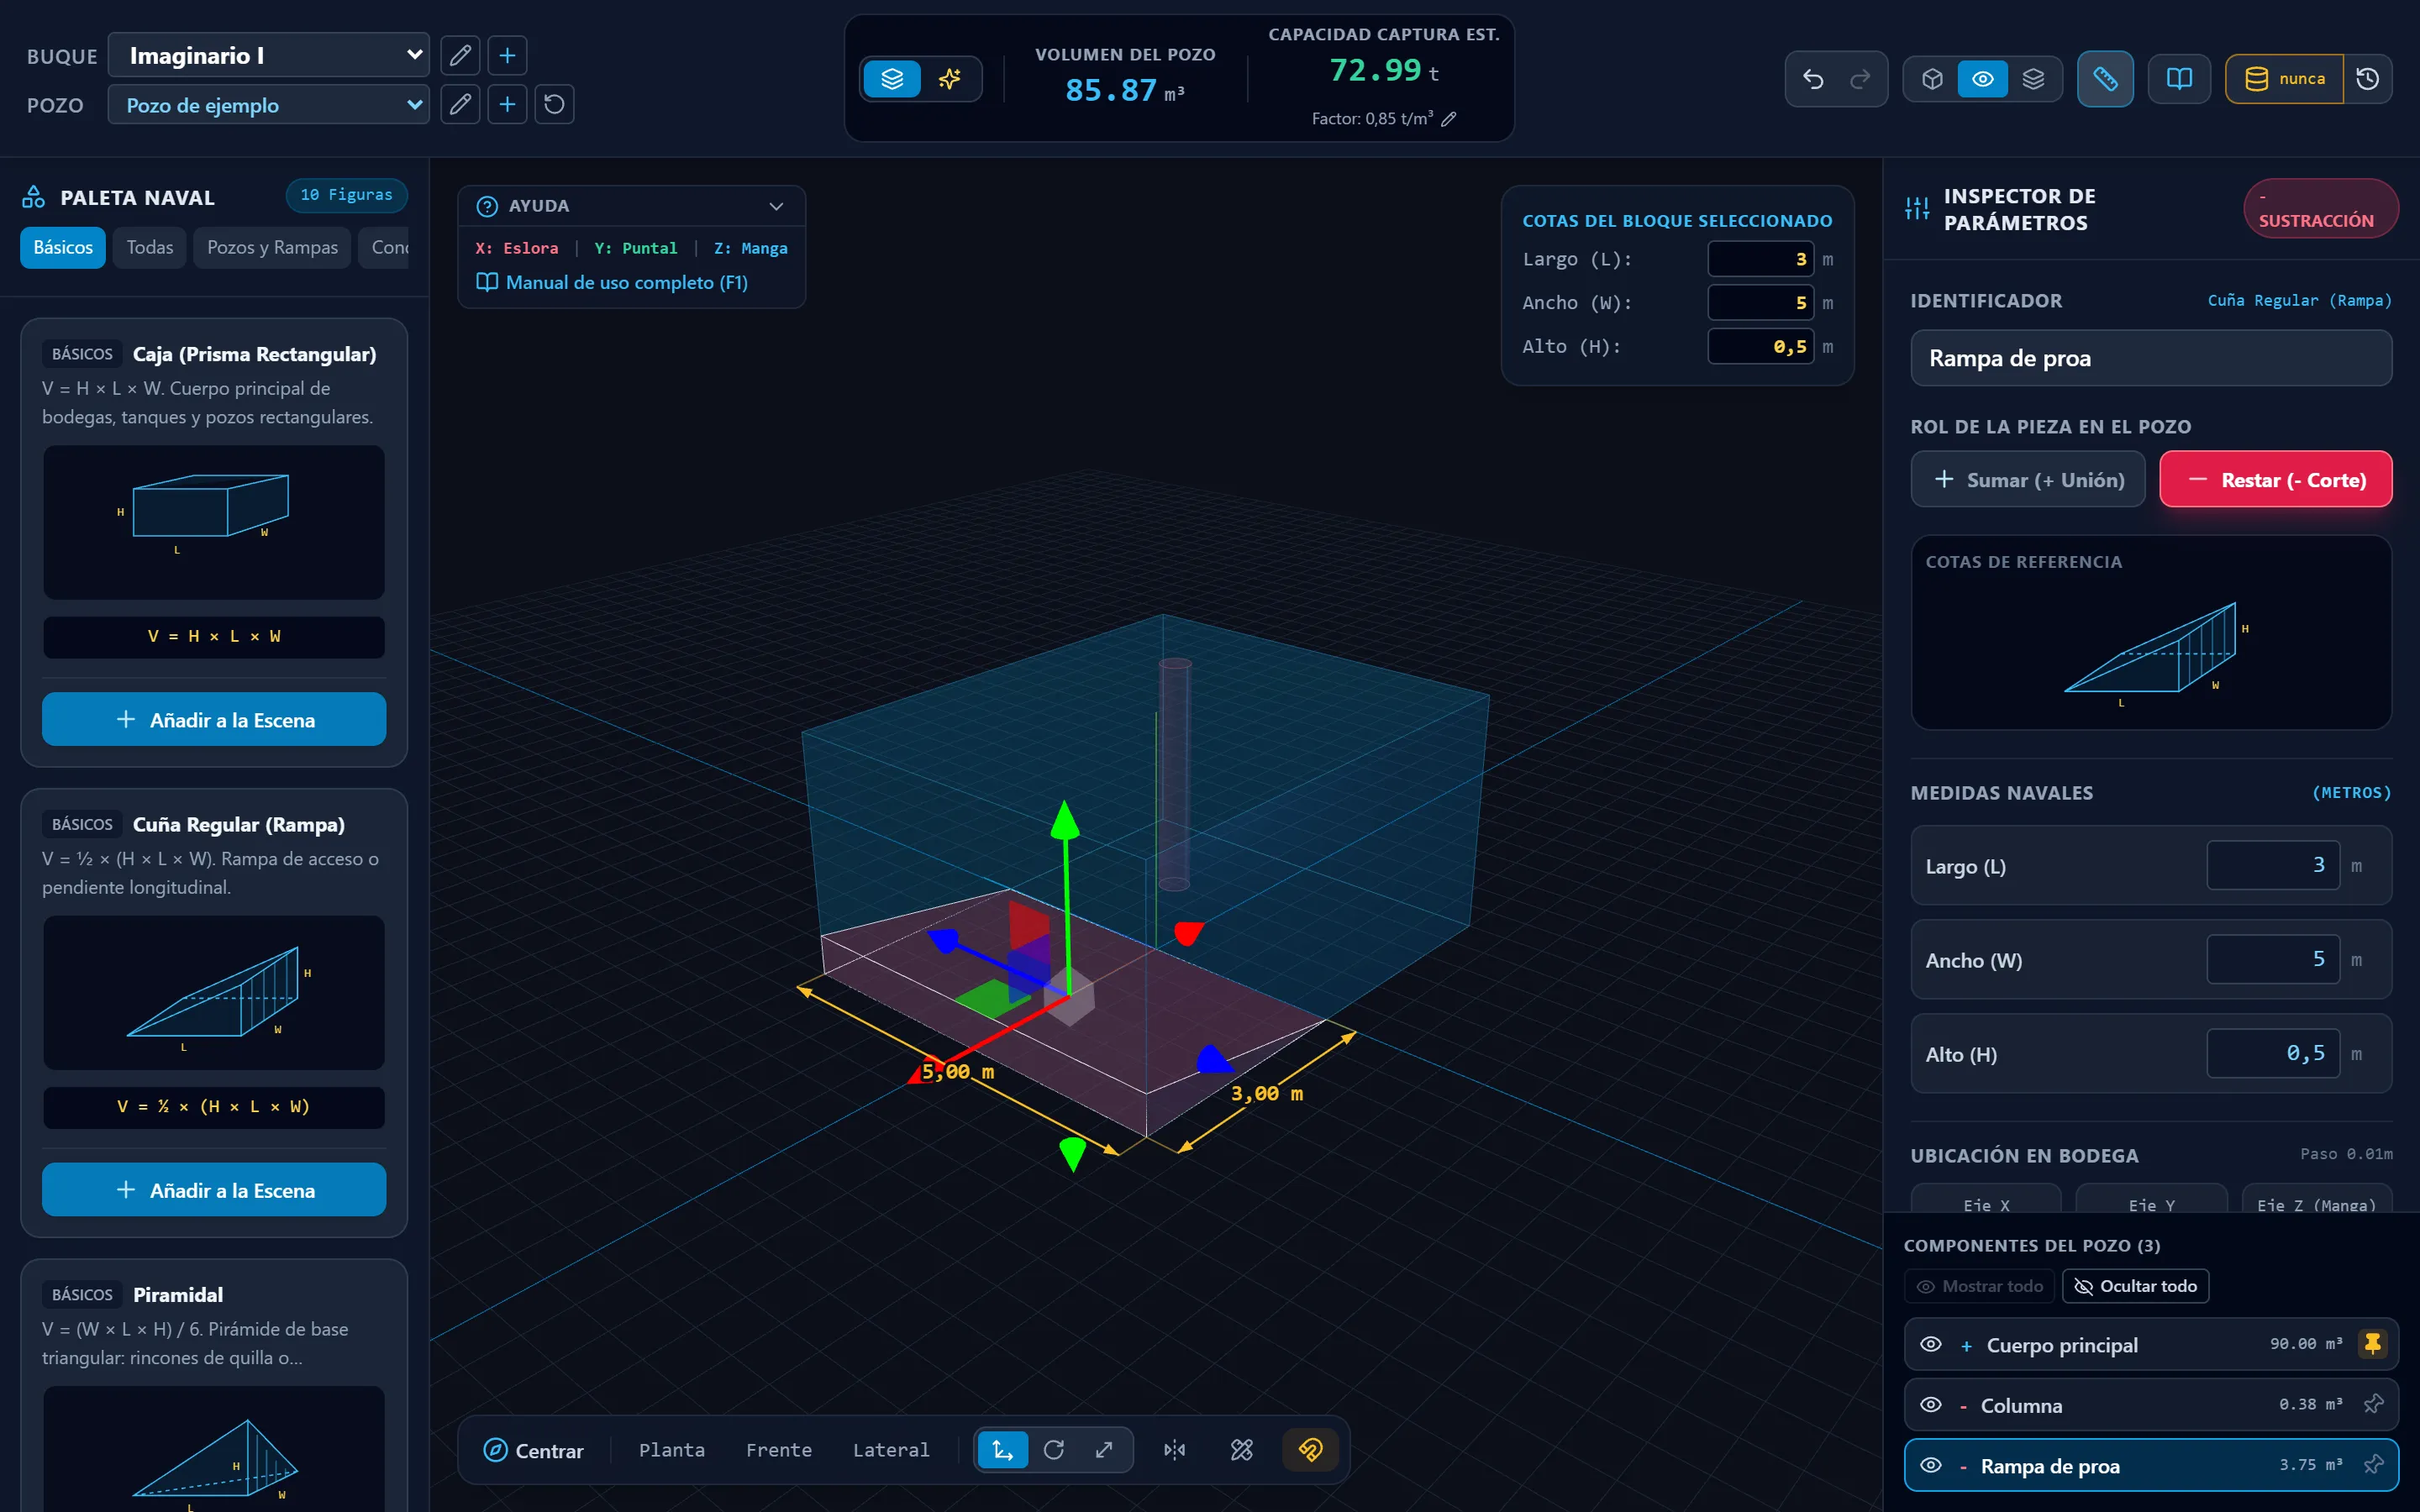 BUQUE
Imaginario I
POZO
Pozo de ejemplo
VOLUMEN DEL POZO
85.87 m³
CAPACIDAD CAPTURA EST.
72.99 t
Factor: 0,85 t/m³
nunca
PALETA NAVAL
10 Figuras
Básicos
Todas
Pozos y Rampas
Conc
BÁSICOS Caja (Prisma Rectangular)
V = H × L × W. Cuerpo principal de
bodegas, tanques y pozos rectangulares.
H
W
L
V = H × L × W
Añadir a la Escena
BÁSICOS Cuña Regular (Rampa)
V = ½ × (H × L × W). Rampa de acceso o
pendiente longitudinal.
H
W
L
V = ½ × (H × L × W)
Añadir a la Escena
BÁSICOS Piramidal
V = (W × L × H) / 6. Pirámide de base
triangular: rincones de quilla o...
H
W
L
AYUDA
X: Eslora | Y: Puntal | Z: Manga
Manual de uso completo (F1)
COTAS DEL BLOQUE SELECCIONADO
Largo (L): 3 m
Ancho (W): 5 m
Alto (H): 0,5 m
5,00 m
3,00 m
Centrar
Planta
Frente
Lateral
INSPECTOR DE
PARÁMETROS
-
SUSTRACCIÓN
IDENTIFICADOR
Cuña Regular (Rampa)
Rampa de proa
ROL DE LA PIEZA EN EL POZO
Sumar (+ Unión)
Restar (- Corte)
COTAS DE REFERENCIA
H
W
L
MEDIDAS NAVALES
(METROS)
Largo (L) 3 m
Ancho (W) 5 m
Alto (H) 0,5 m
UBICACIÓN EN BODEGA
Paso 0.01m
Eje X
Eje Y
Eje Z (Manga)
COMPONENTES DEL POZO (3)
Mostrar todo
Ocultar todo
+ Cuerpo principal 90.00 m³
- Columna 0.38 m³
- Rampa de proa 3.75 m³